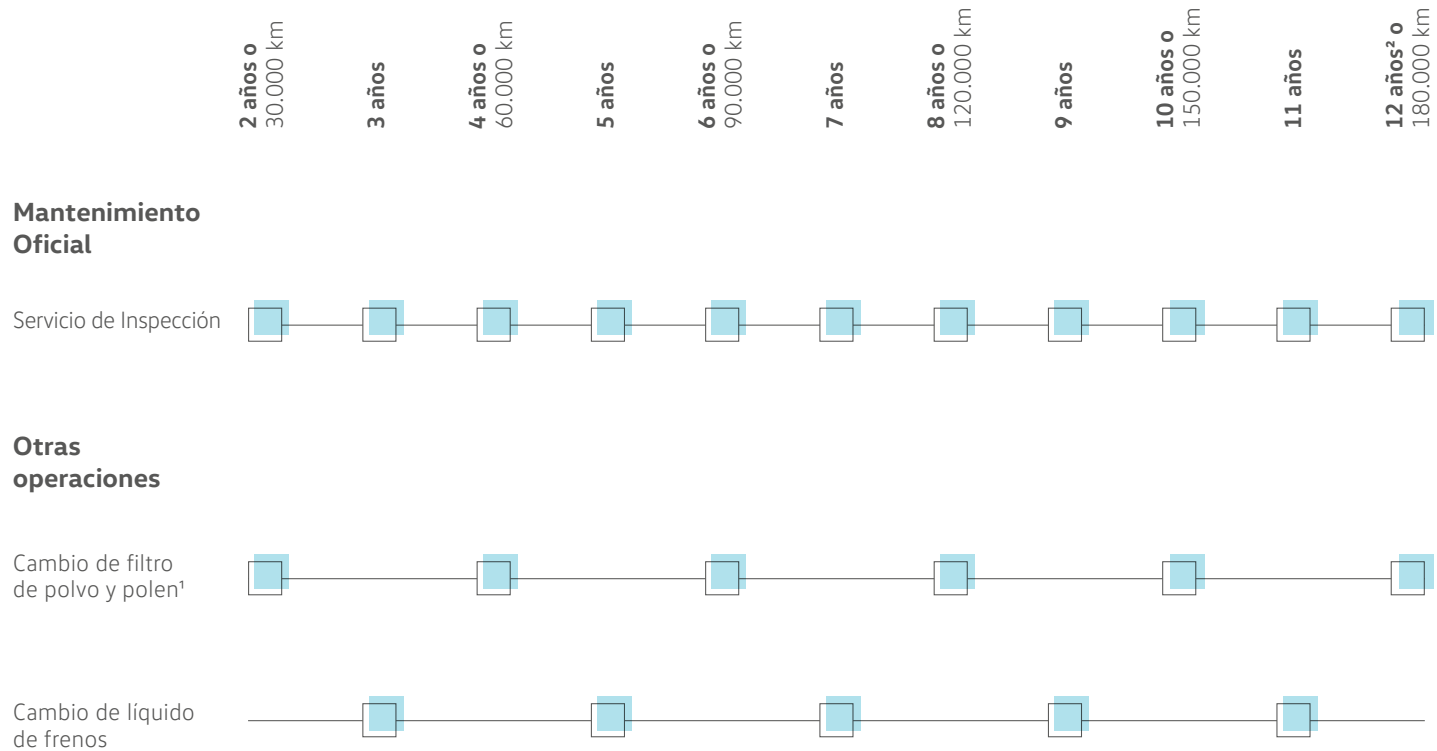 2 años o
30.000 km
3 años
4 años o
60.000 km
5 años
6 años o
90.000 km
7 años
8 años o
120.000 km
9 años
10 años o
150.000 km
11 años
12 años² o
180.000 km
Mantenimiento
Oficial
Servicio de Inspección
Otras
operaciones
Cambio de filtro
de polvo y polen¹
Cambio de líquido
de frenos